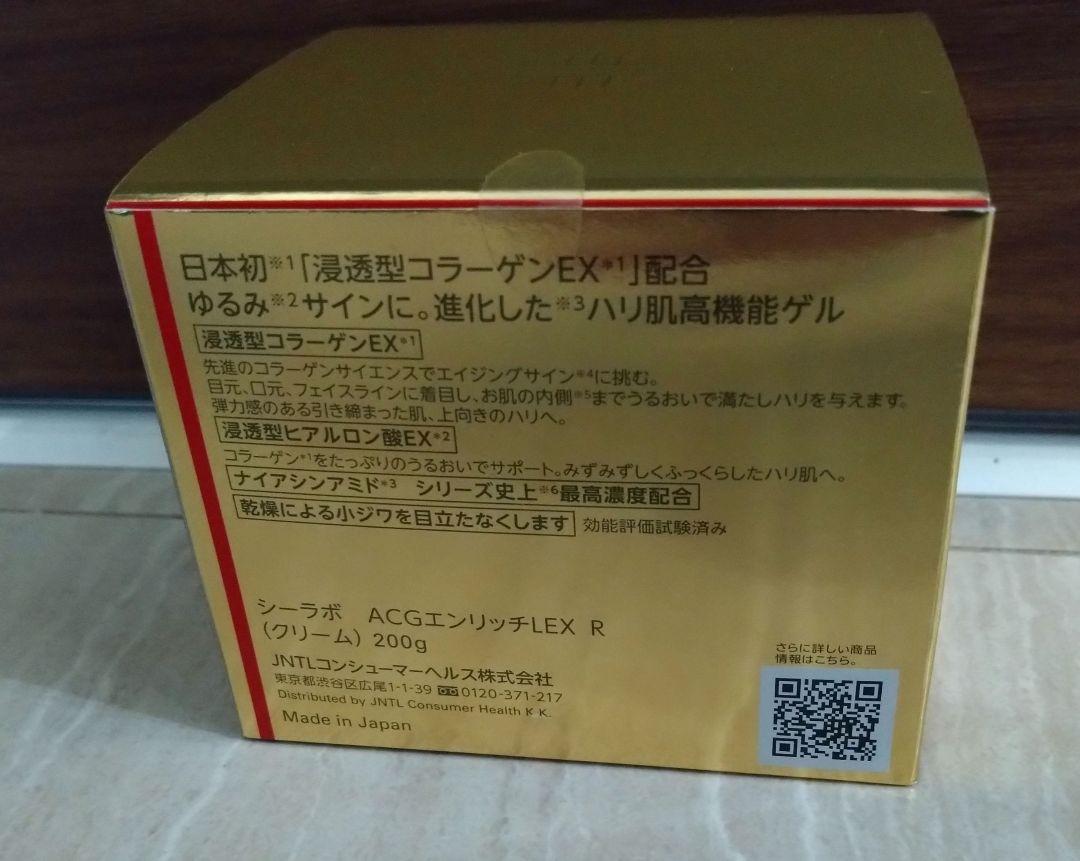 日本初※1「浸透型コラーゲンEX*1」配合
ゆるみ※2サインに。進化した※3ハリ肌高機能ゲル
浸透型コラーゲンEX*1
先進のコラーゲンサイエンスでエイジングサイン※4に挑む。
目元、口元、フェイスラインに着目し、お肌の内側※5までうるおいで満たしハリを与えます。
弾力感のある引き締まった肌、上向きのハリへ。
浸透型ヒアルロン酸EX*2
コラーゲン*1をたっぷりのうるおいでサポート。みずみずしくふっくらしたハリ肌へ。
ナイアシンアミド*3 シリーズ史上※6最高濃度配合
乾燥による小ジワを目立たなくします 効能評価試験済み
シーラボ ACGエンリッチLEX R
(クリーム) 200g
JNTLコンシューマーヘルス株式会社
東京都渋谷区広尾1-1-39 0120-371-217
Distributed by JNTL Consumer Health K.K.
Made in Japan
さらに詳しい商品
情報はこちら。